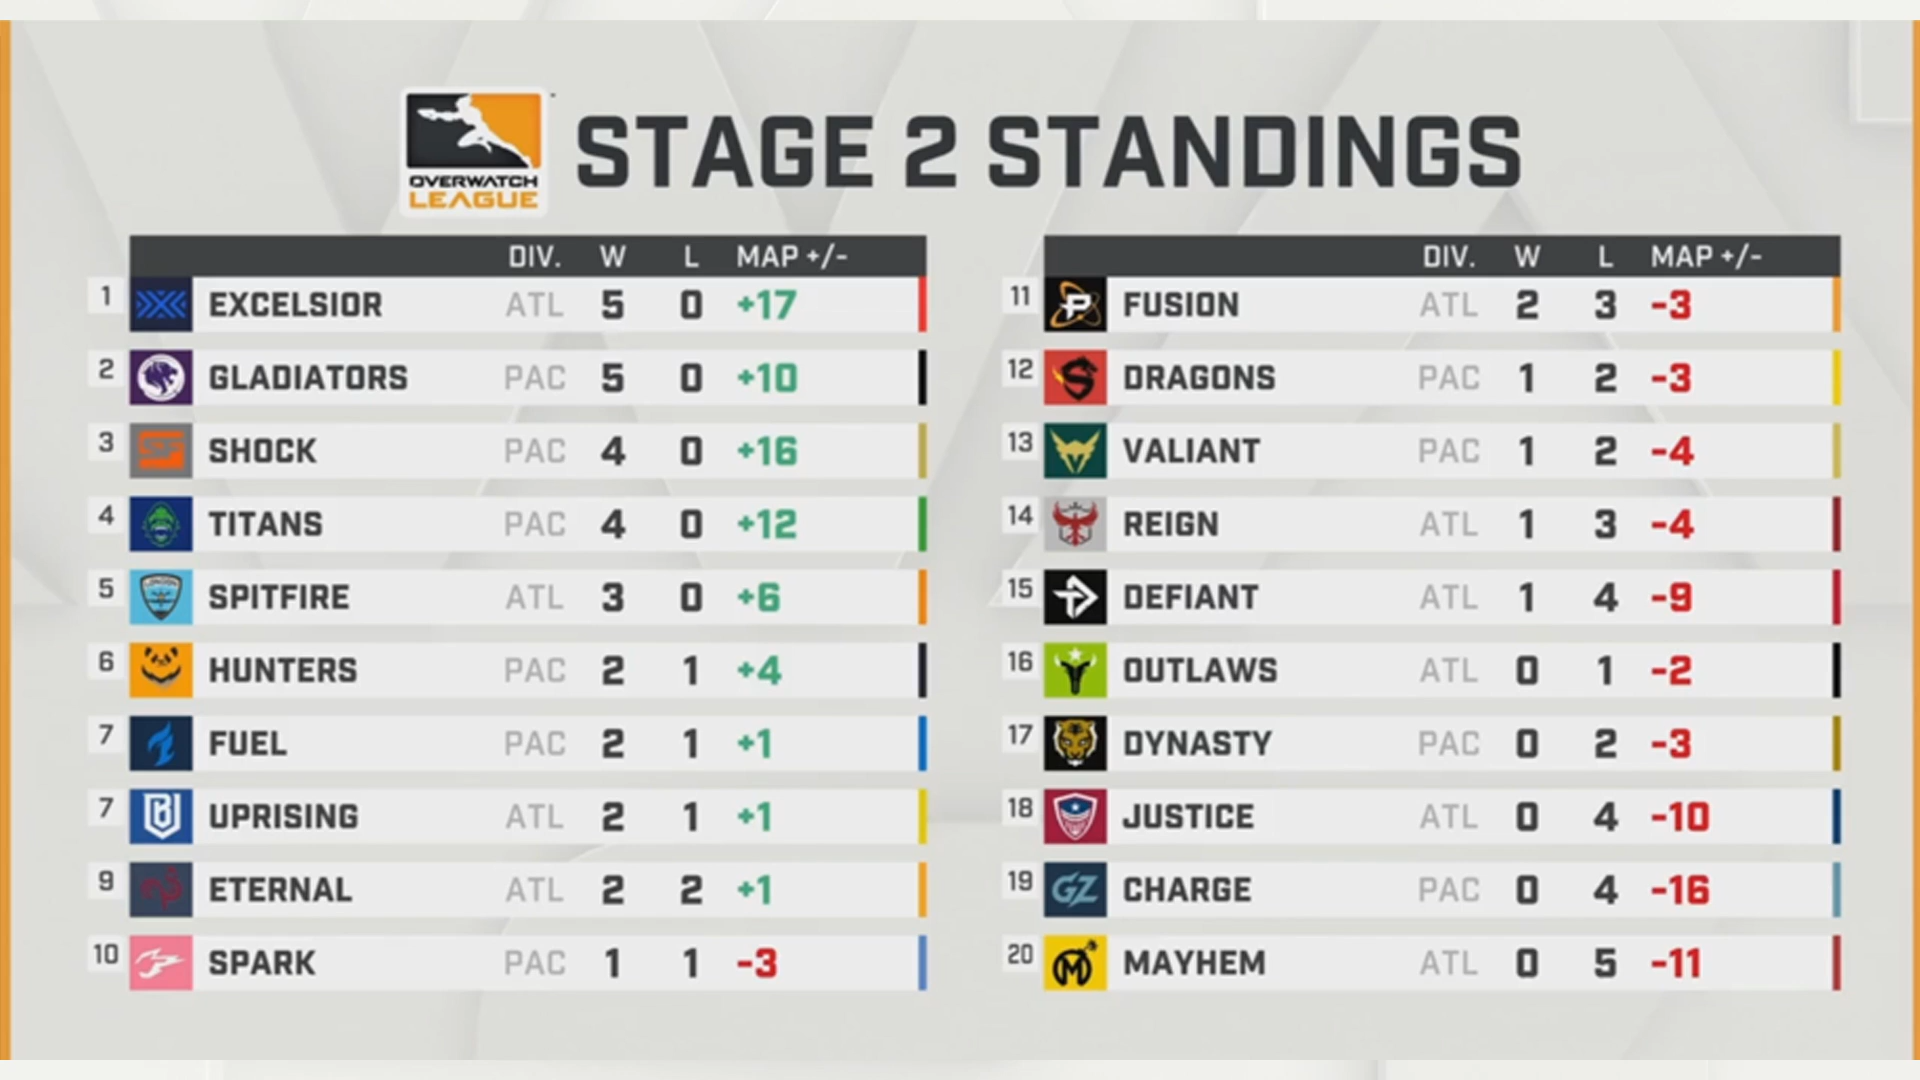 OVERWATCH
LEAGUE
STAGE 2 STANDINGS
DIV. W L MAP +/-
1 EXCELSIOR ATL 5 0 +17
2 GLADIATORS PAC 5 0 +10
3 SF SHOCK PAC 4 0 +16
4 TITANS PAC 4 0 +12
5 LONDON SPITFIRE ATL 3 0 +6
6 HUNTERS PAC 2 1 +4
7 FUEL PAC 2 1 +1
7 B UPRISING ATL 2 1 +1
9 ETERNAL ATL 2 2 +1
10 SPARK PAC 1 1 -3
DIV. W L MAP +/-
11 P FUSION ATL 2 3 -3
12 S DRAGONS PAC 1 2 -3
13 VALIANT PAC 1 2 -4
14 REIGN ATL 1 3 -4
15 DEFIANT ATL 1 4 -9
16 OUTLAWS ATL 0 1 -2
17 DYNASTY PAC 0 2 -3
18 JUSTICE ATL 0 4 -10
19 GZ CHARGE PAC 0 4 -16
20 M MAYHEM ATL 0 5 -11